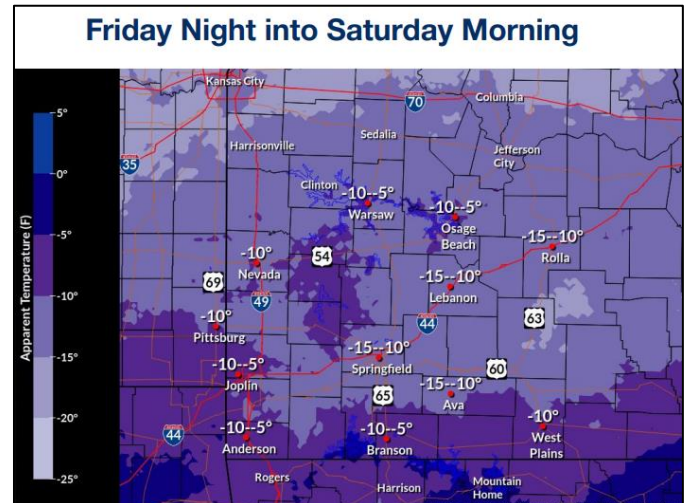 Friday Night into Saturday Morning
Kansas City
70
Columbia
5°
Sedalia
35
Harrisonville
Jefferson
City
0°
Clinton
-10--5°
Warsaw
-10--5°
Osage
Beach
-5°
-10°
Nevada
54
-15--10°
Rolla
69
-15--10°
Lebanon
-10°
49
63
-10°
Pittsburg
44
-15°
-15--10°
Springfield
60
-10--5°
Joplin
65
-15--10°
Ava
-20°
44
-10--5°
Anderson
-10--5°
Branson
-10°
West
Plains
-25°
Rogers
Harrison
Mountain
Home
Apparent Temperature (F)